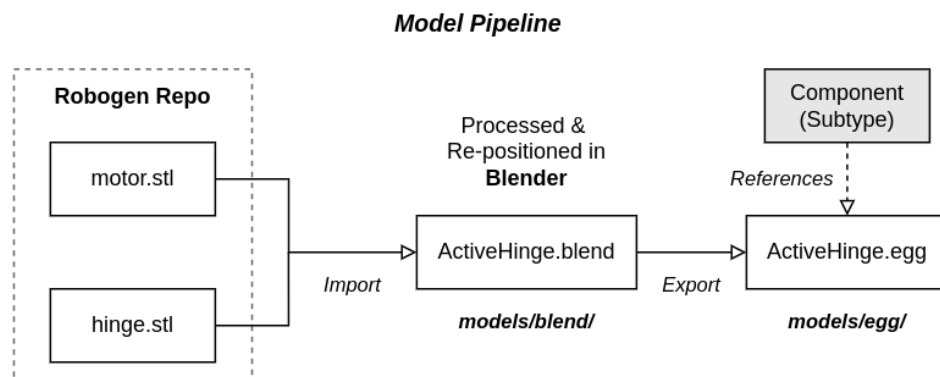 Model Pipeline
Robogen Repo
motor.stl
hinge.stl
Import
Processed &
Re-positioned in
Blender
ActiveHinge.blend
models/blend/
Export
Component
(Subtype)
References
ActiveHinge.egg
models/egg/